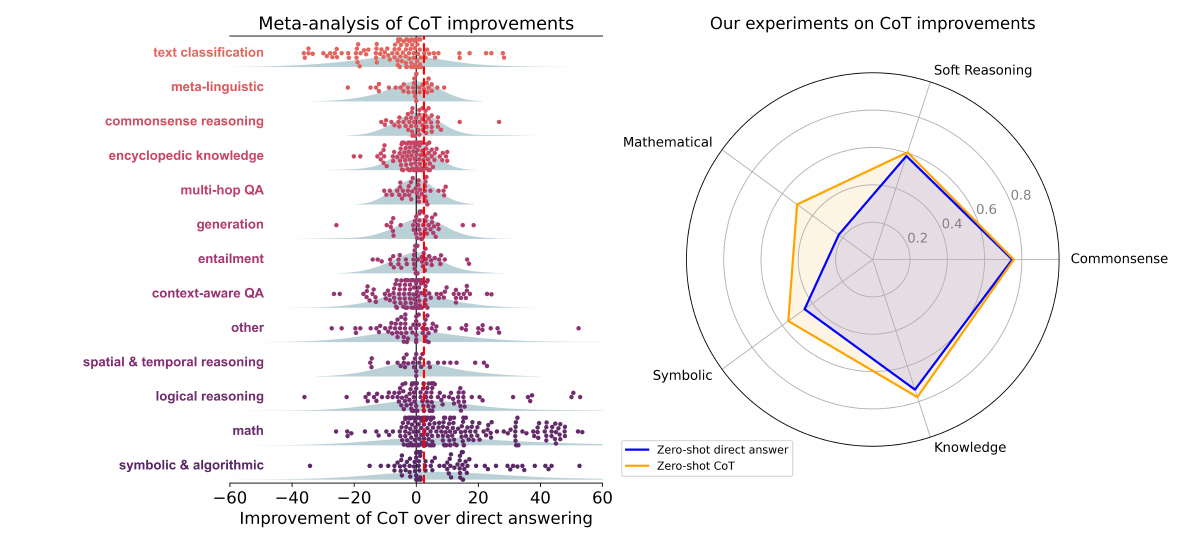 Meta-analysis of CoT improvements
text classification
meta-linguistic
commonsense reasoning
encyclopedic knowledge
multi-hop QA
generation
entailment
context-aware QA
other
spatial & temporal reasoning
logical reasoning
math
symbolic & algorithmic
−60 −40 −20 0 20 40 60
Improvement of CoT over direct answering
Our experiments on CoT improvements
Soft Reasoning
Mathematical
0.8
0.6
0.4
0.2
Commonsense
Symbolic
Knowledge
Zero-shot direct answer
Zero-shot CoT